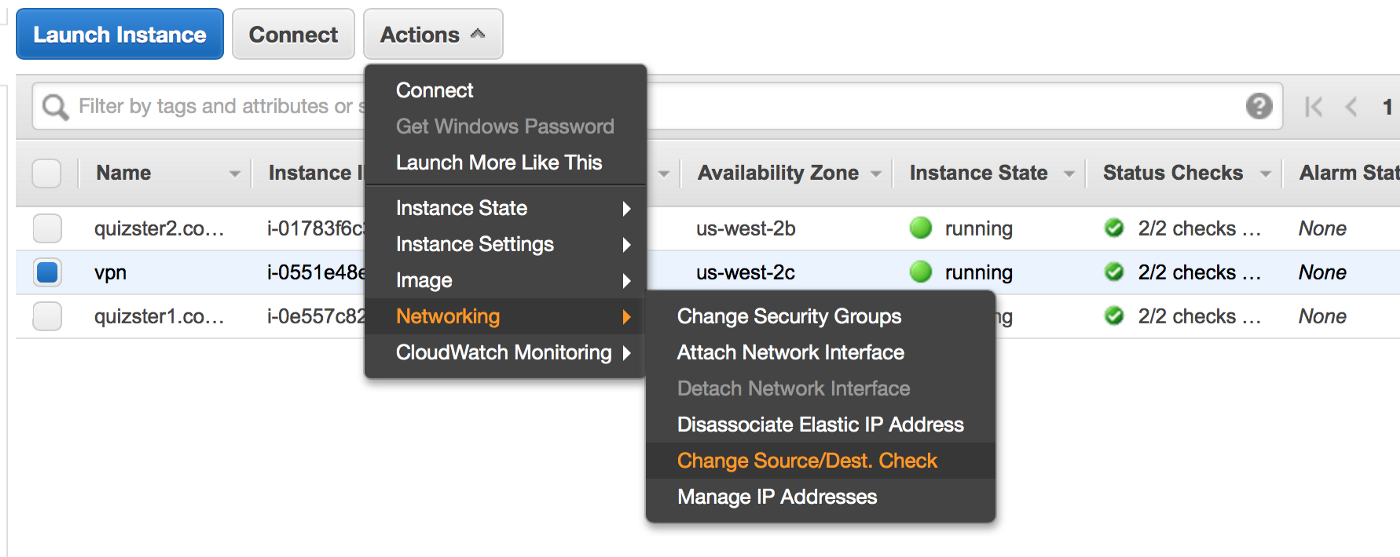 Launch Instance Connect Actions
Connect
Filter by tags and attributes or 1
Get Windows Password
Launch More Like This
Name Instance Availability Zone Instance State Status Checks Alarm
Instance State
quizster2.co... i-01783f6c us-west-2b running 2/2 checks ... None
Instance Settings
vpn i-0551e48e us-west-2c running 2/2 checks ... None
Image
Networking
quizster1.co... i-0e557c82 Change Security Groups 2/2 checks ... None
CloudWatch Monitoring Attach Network Interface
Detach Network Interface
Disassociate Elastic IP Address
Change Source/Dest. Check
Manage IP Addresses